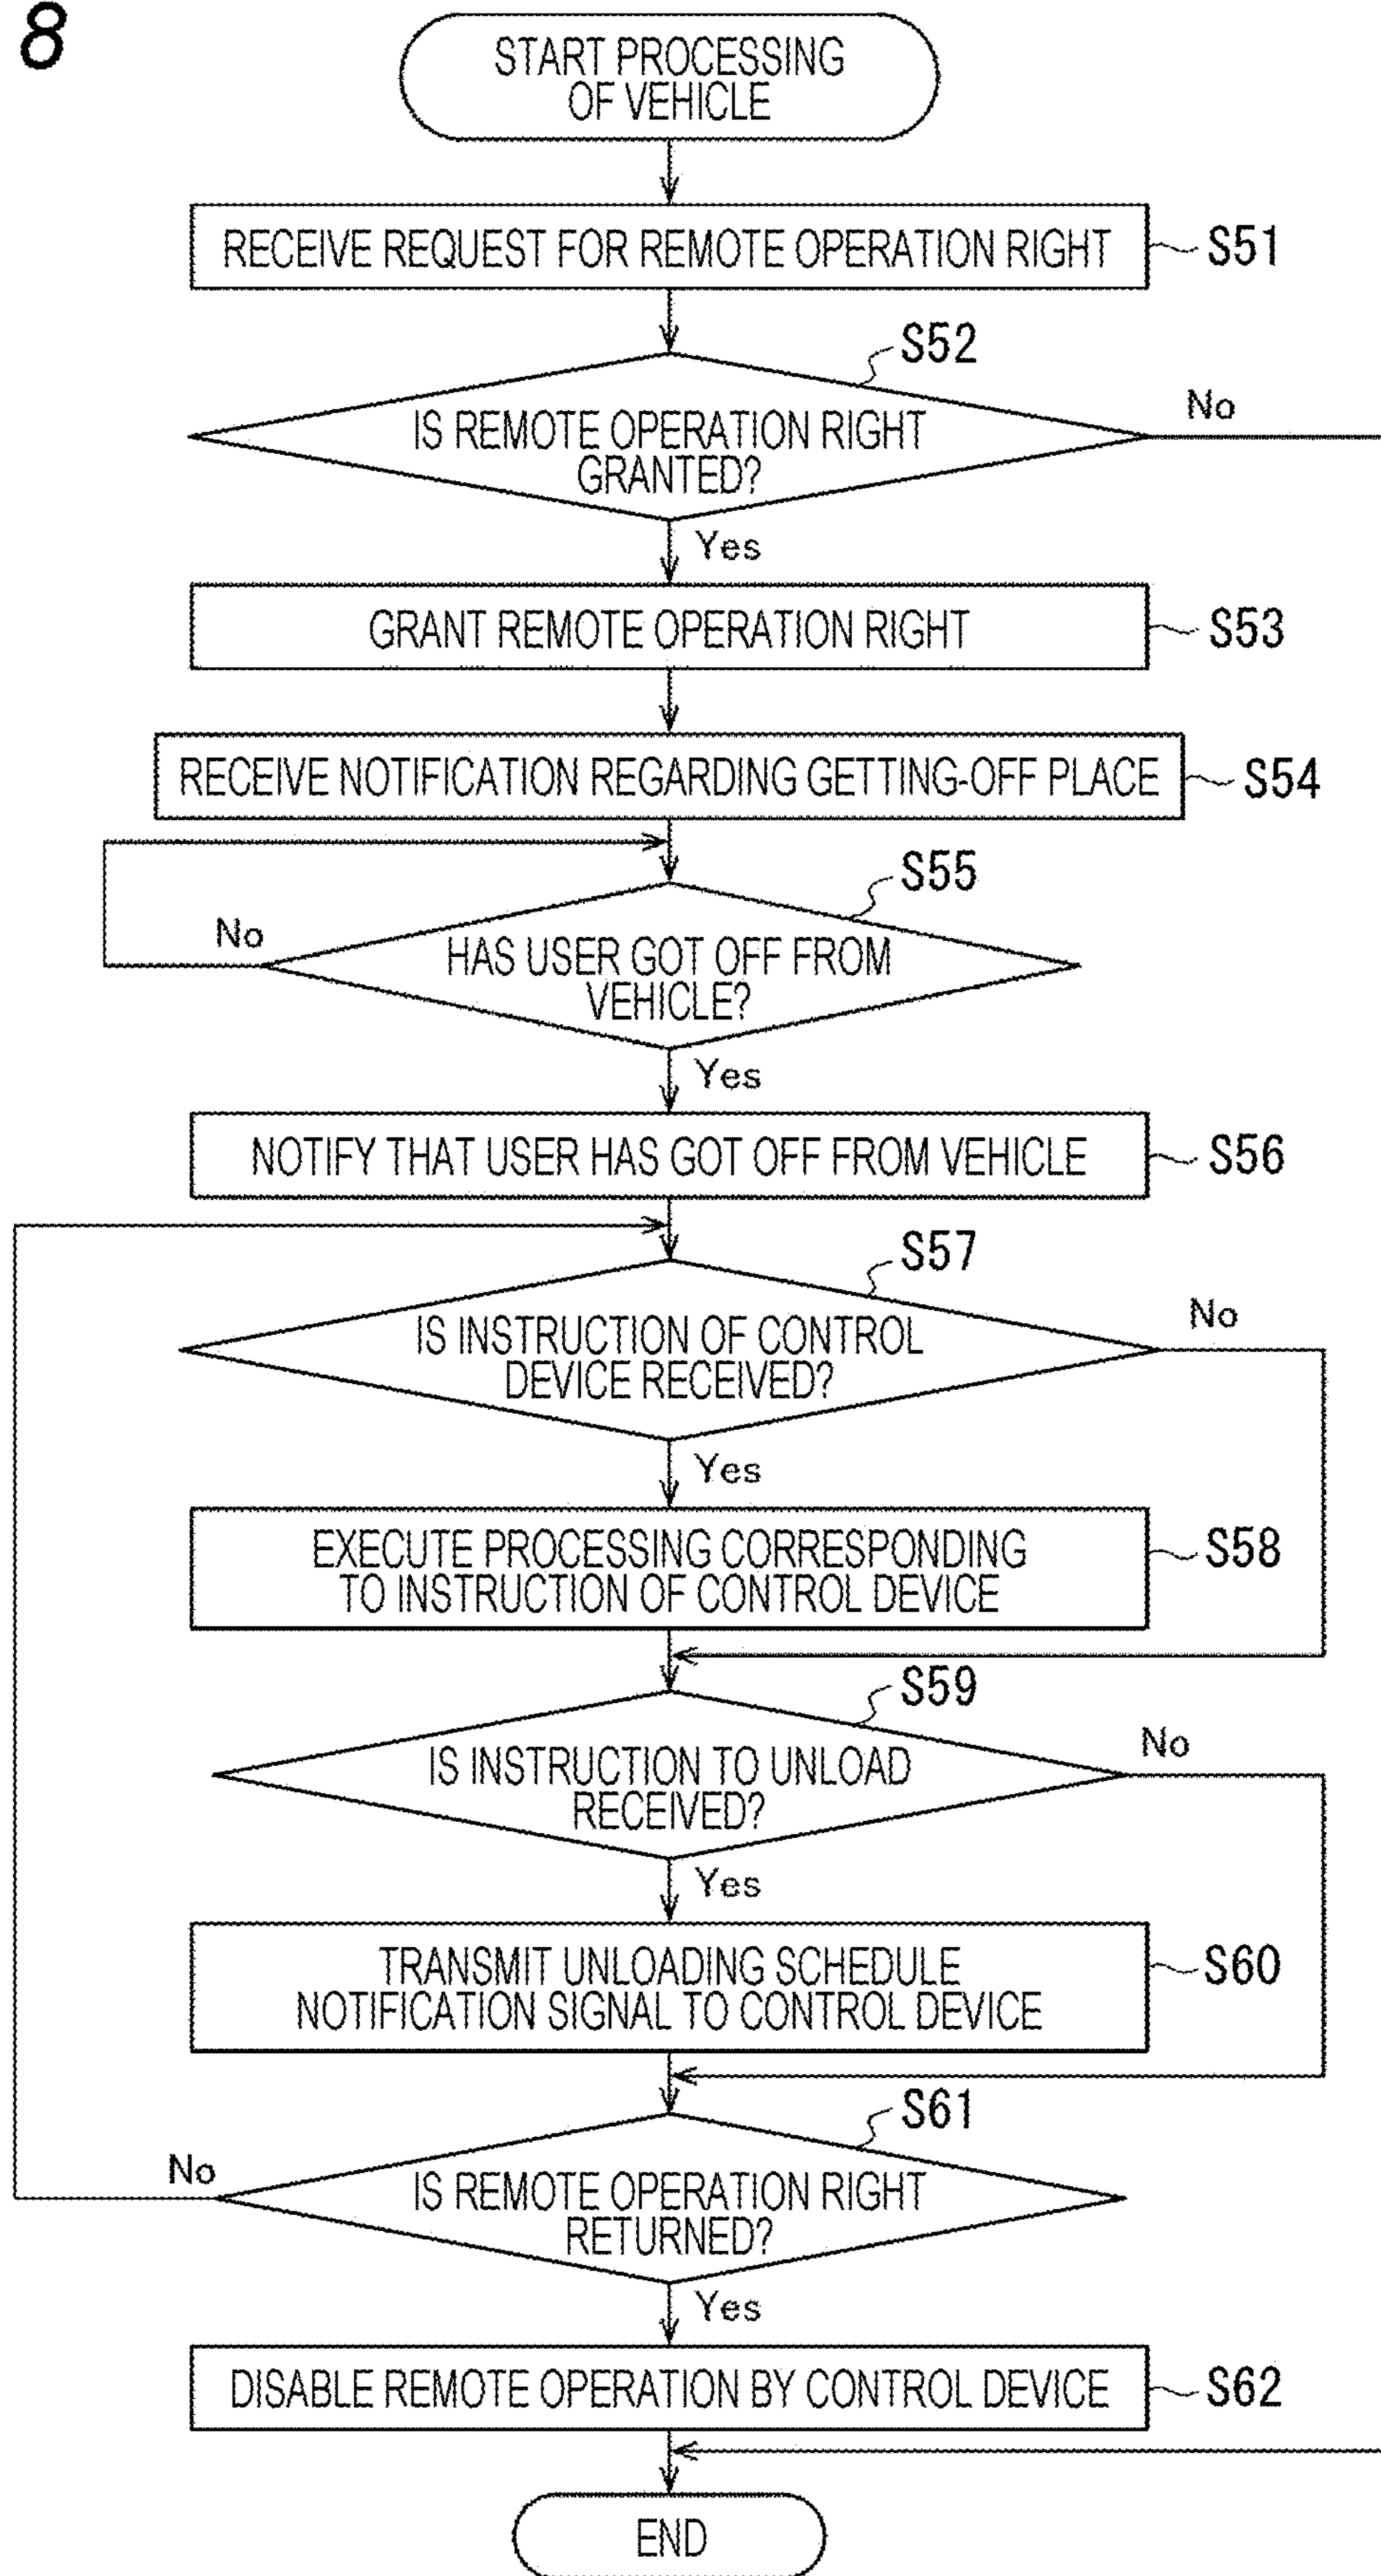 8
START PROCESSING
OF VEHICLE
RECEIVE REQUEST FOR REMOTE OPERATION RIGHT
S51
S52
IS REMOTE OPERATION RIGHT
GRANTED?
No
Yes
GRANT REMOTE OPERATION RIGHT
S53
RECEIVE NOTIFICATION REGARDING GETTING-OFF PLACE
S54
S55
No
HAS USER GOT OFF FROM
VEHICLE?
Yes
NOTIFY THAT USER HAS GOT OFF FROM VEHICLE
S56
S57
No
IS INSTRUCTION OF CONTROL
DEVICE RECEIVED?
Yes
EXECUTE PROCESSING CORRESPONDING
TO INSTRUCTION OF CONTROL DEVICE
S58
S59
No
IS INSTRUCTION TO UNLOAD
RECEIVED?
Yes
TRANSMIT UNLOADING SCHEDULE
NOTIFICATION SIGNAL TO CONTROL DEVICE
S60
S61
No
IS REMOTE OPERATION RIGHT
RETURNED?
Yes
DISABLE REMOTE OPERATION BY CONTROL DEVICE
S62
END